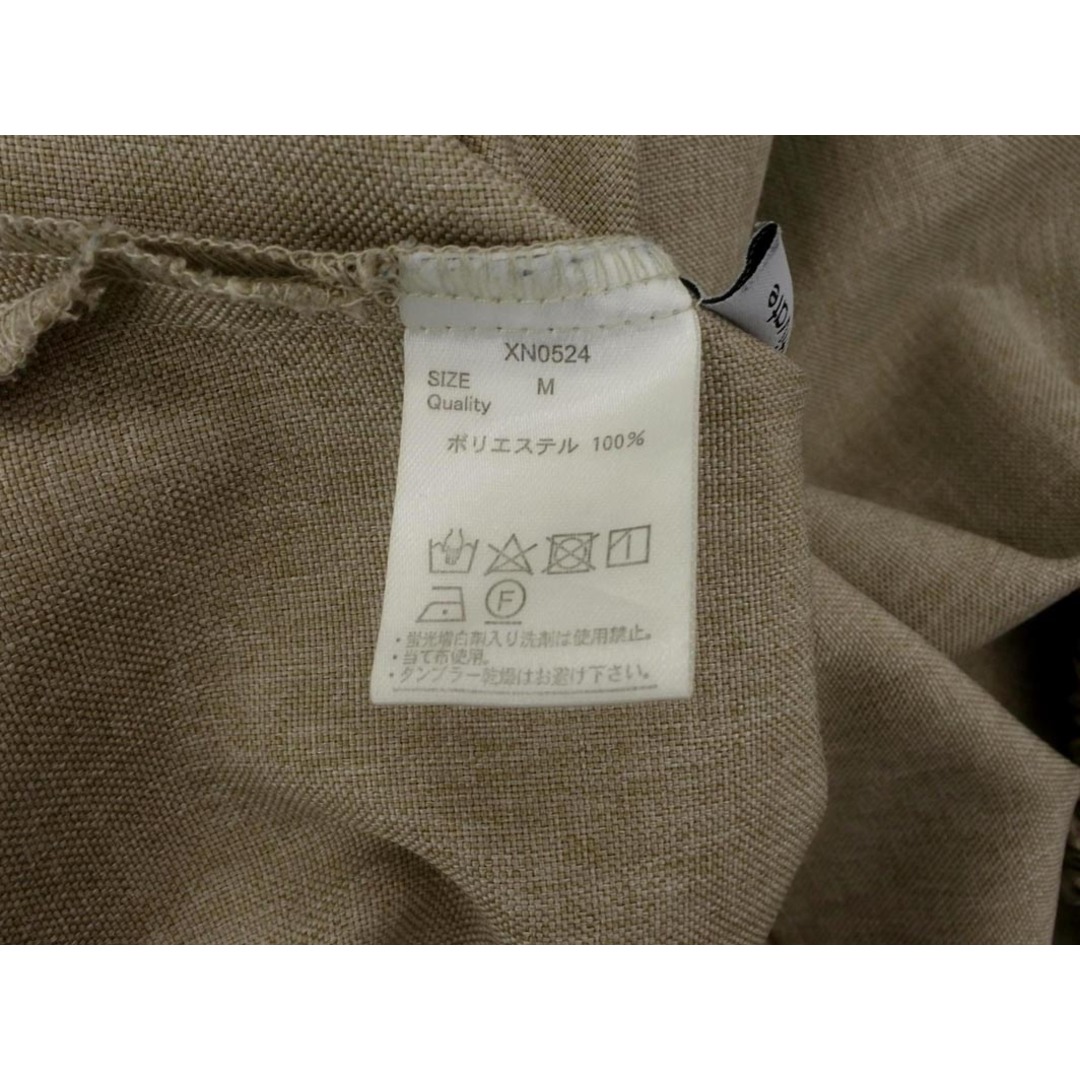 XN0524
SIZE M
Quality
ポリエステル 100%
F
・蛍光増白剤入り洗剤は使用禁止。
・当て布使用。
・タンブラー乾燥はお避け下さい。